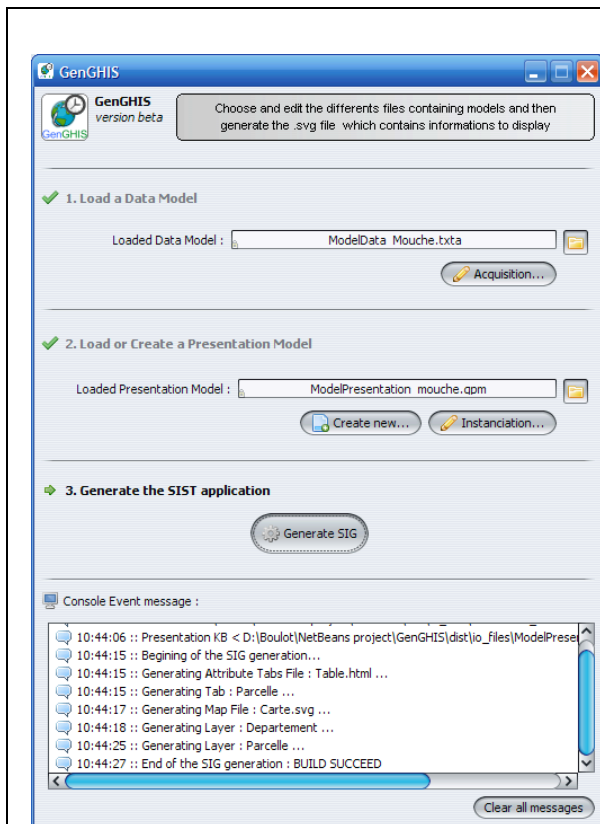 GenGHIS
GenGHIS
version beta
GenGHIS
Choose and edit the differents files containing models and then
generate the .svg file which contains informations to display
1. Load a Data Model
Loaded Data Model :
ModelData Mouche.txta
Acquisition...
2. Load or Create a Presentation Model
Loaded Presentation Model :
ModelPresentation mouche.gpm
Create new...
Instanciation...
3. Generate the SIST application
Generate SIG
Console Event message :
10:44:06 :: Presentation KB < D:\Boulot\NetBeans project\GenGHIS\dist\io_files\ModelPreser
10:44:15 :: Begining of the SIG generation...
10:44:15 :: Generating Attribute Tabs File : Table.html ...
10:44:15 :: Generating Tab : Parcelle ...
10:44:17 :: Generating Map File : Carte.svg ...
10:44:18 :: Generating Layer : Departement ...
10:44:25 :: Generating Layer : Parcelle ...
10:44:27 :: End of the SIG generation : BUILD SUCCEED
Clear all messages